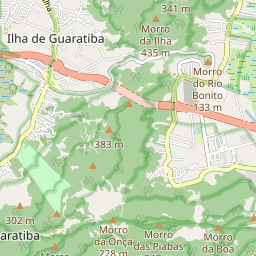 341 m
Ilha de Guaratiba
Morro
da Ilha
435 m
Morro
do Rio
Bonito
133 m
383 m
302 m
aratiba
Morro
Morro
da Onça
228 m
Morro
das Piabas
Morro
da Boa